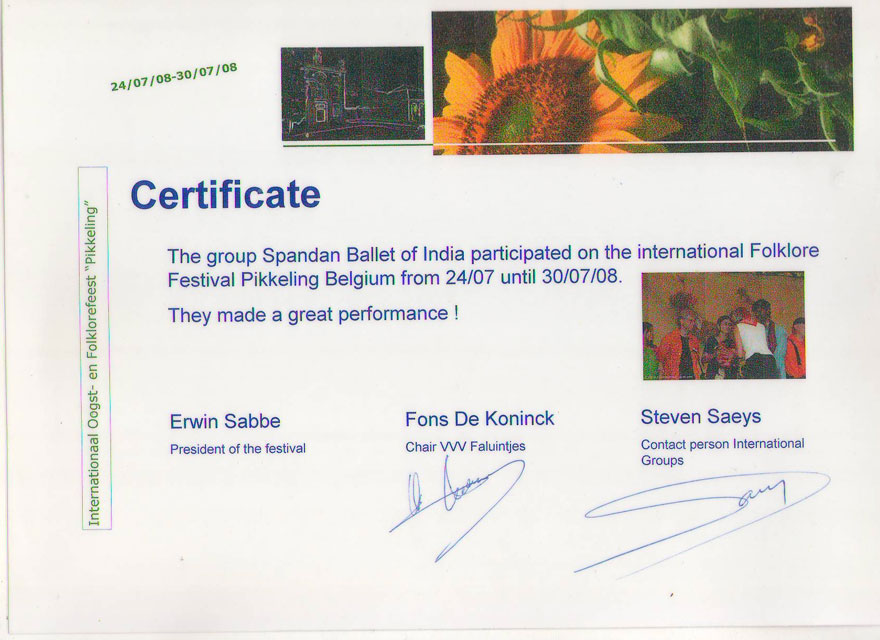 24/07/08-30/07/08
Internationaal Oogst- en Folklorefeest "Pikkeling"
Certificate
The group Spandan Ballet of India participated on the international Folklore
Festival Pikkeling Belgium from 24/07 until 30/07/08.
They made a great performance !
Erwin Sabbe
President of the festival
Fons De Koninck
Chair VVV Faluintjes
Steven Saeys
Contact person International
Groups